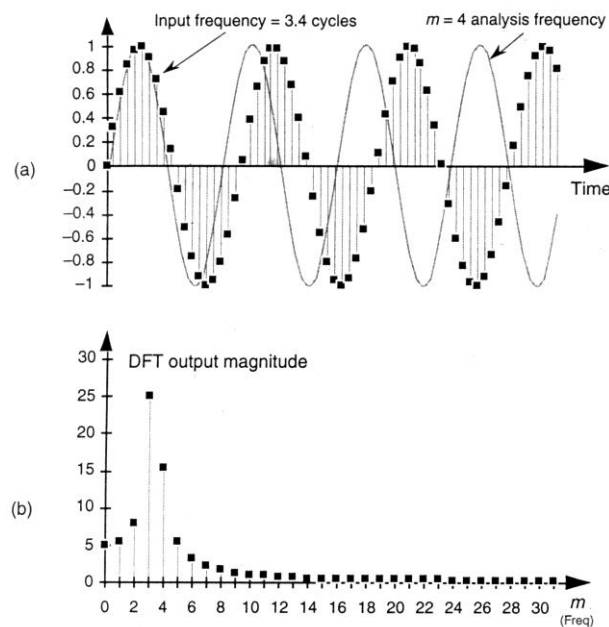 Input frequency = 3.4 cycles
m = 4 analysis frequency
1
0.8
0.6
0.4
0.2
0
−0.2
−0.4
−0.6
−0.8
−1
(a)
Time
DFT output magnitude
30
25
20
15
10
5
0
(b)
0 2 4 6 8 10 12 14 16 18 20 22 24 26 28 30
m
(Freq)